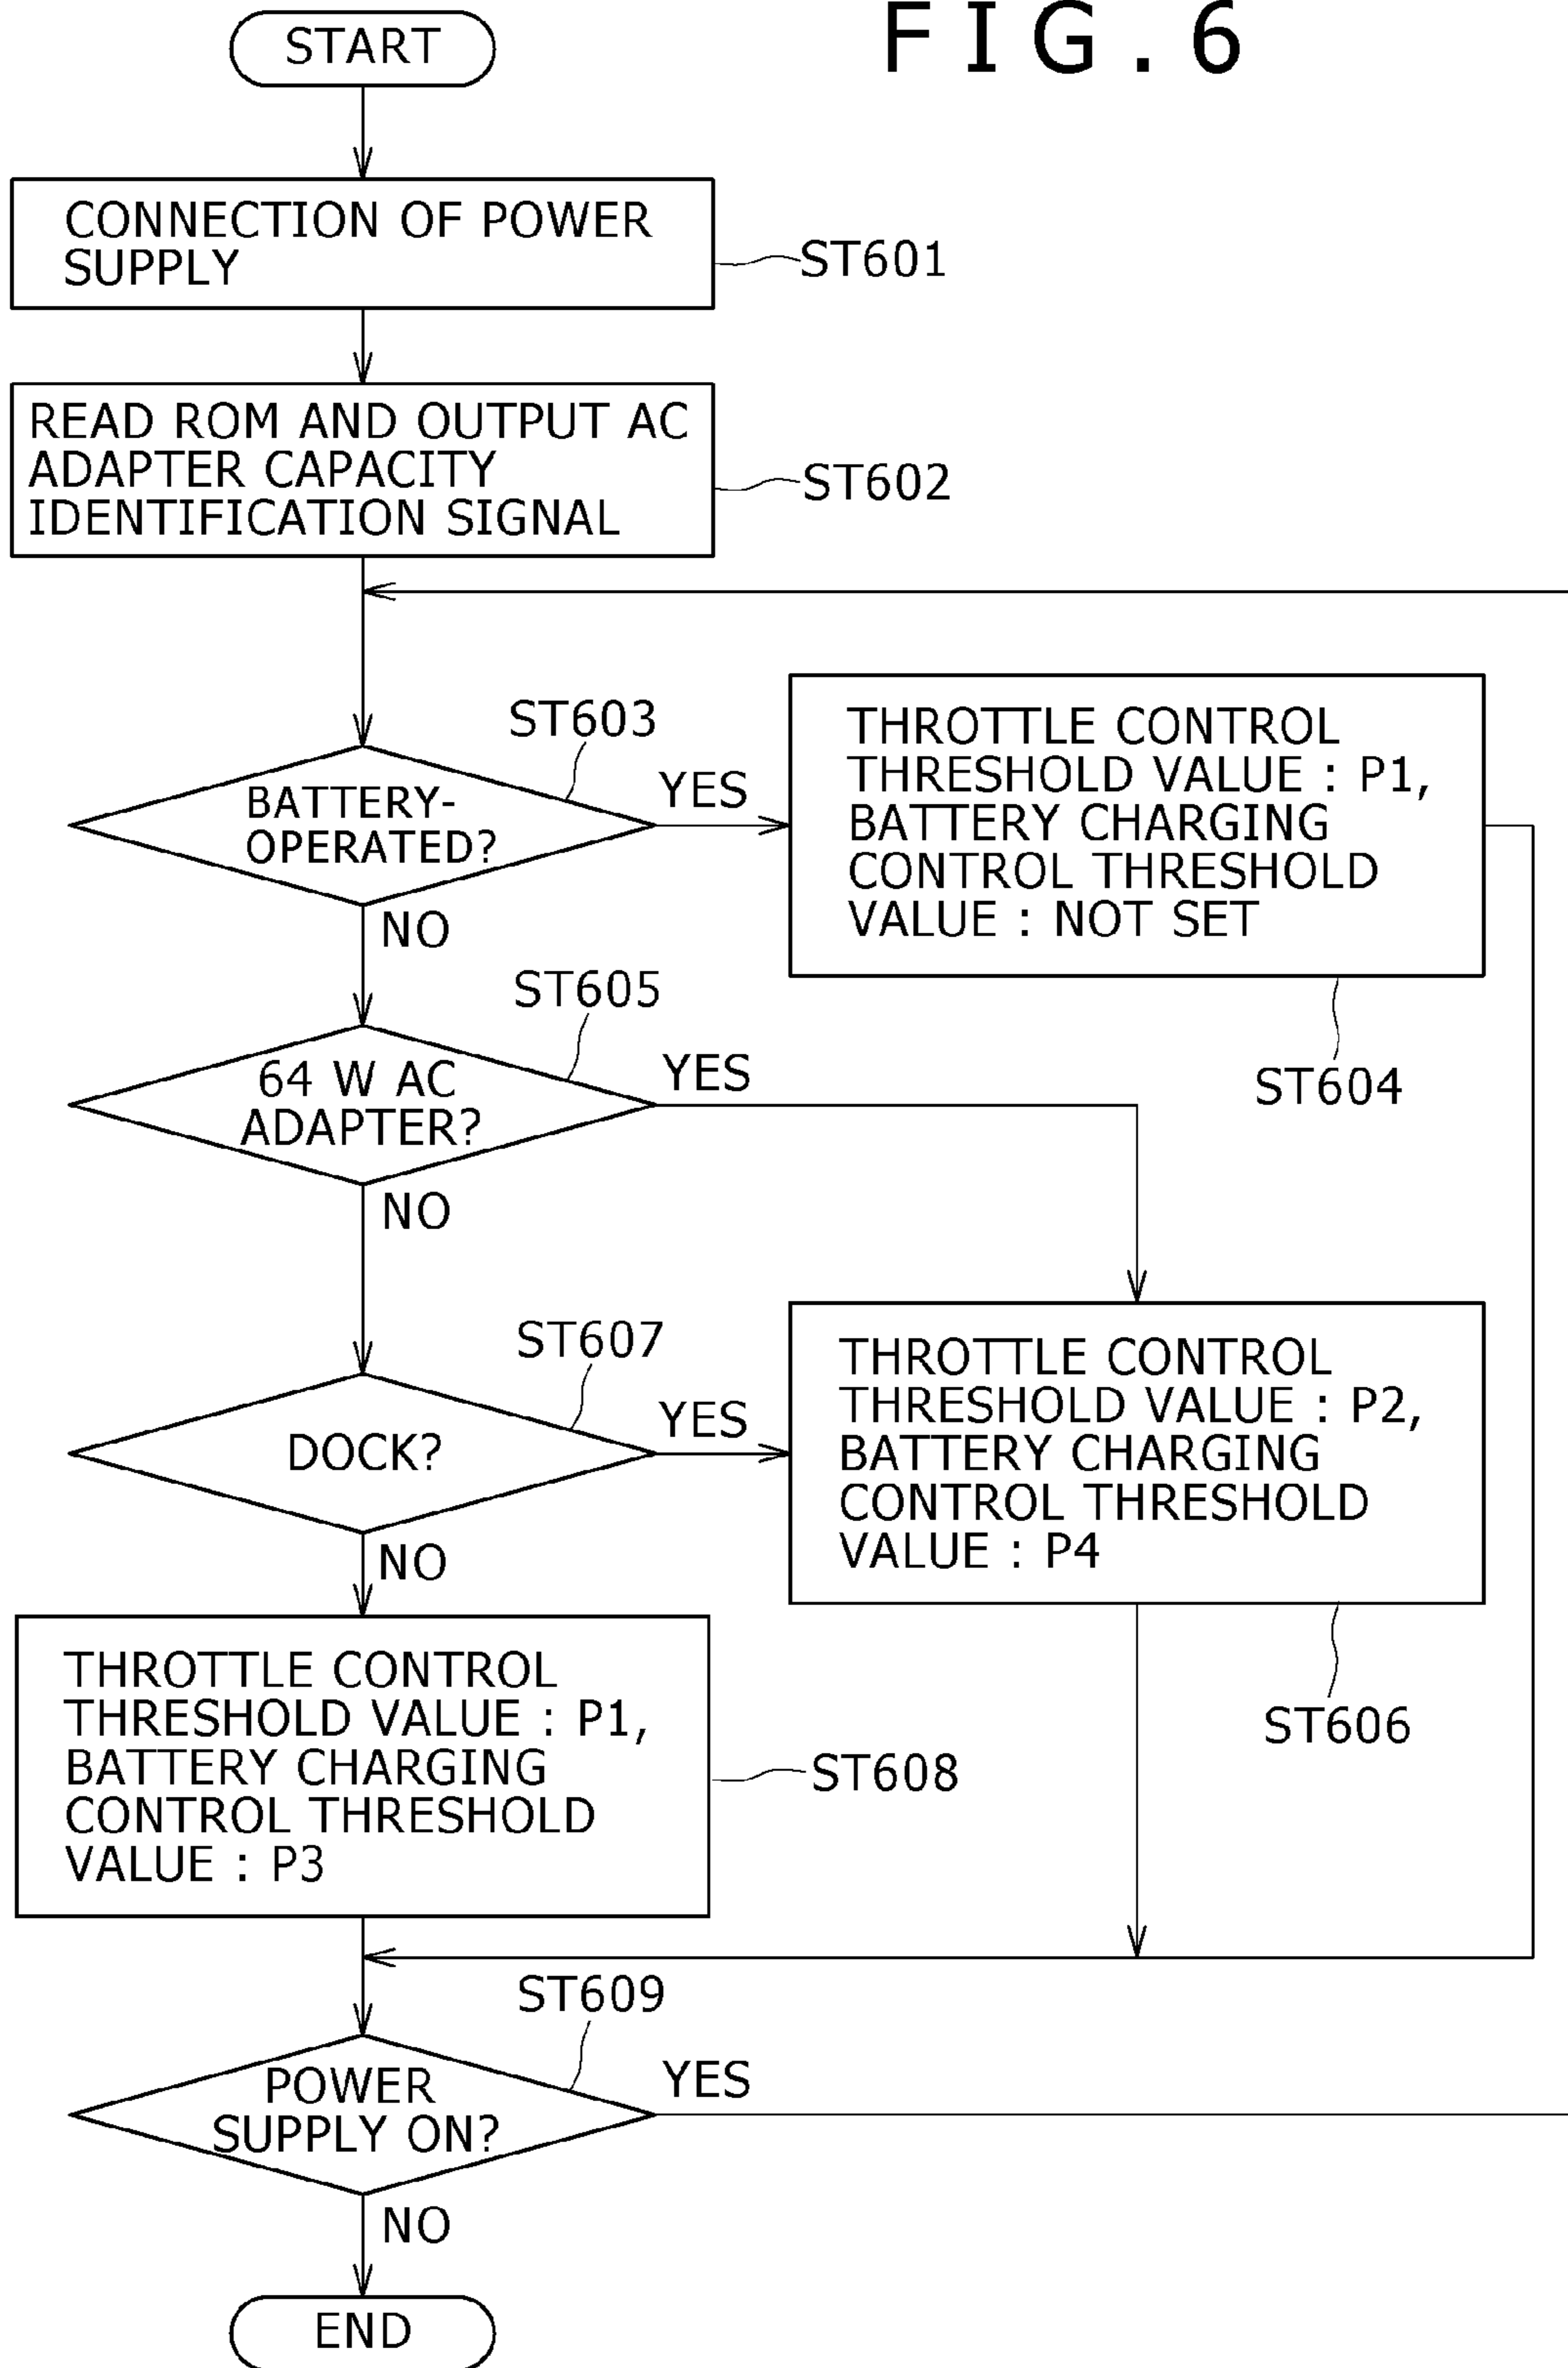 FIG.6
START
CONNECTION OF POWER
SUPPLY
ST601
READ ROM AND OUTPUT AC
ADAPTER CAPACITY
IDENTIFICATION SIGNAL
ST602
ST603
BATTERY-
OPERATED?
YES
NO
THROTTLE CONTROL
THRESHOLD VALUE : P1,
BATTERY CHARGING
CONTROL THRESHOLD
VALUE : NOT SET
ST604
ST605
64 W AC
ADAPTER?
YES
NO
ST607
DOCK?
YES
NO
THROTTLE CONTROL
THRESHOLD VALUE : P2,
BATTERY CHARGING
CONTROL THRESHOLD
VALUE : P4
ST606
THROTTLE CONTROL
THRESHOLD VALUE : P1,
BATTERY CHARGING
CONTROL THRESHOLD
VALUE : P3
ST608
ST609
POWER
SUPPLY ON?
YES
NO
END